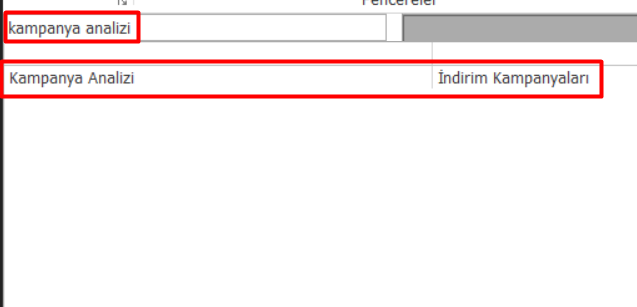 Pencereler
kampanya analizi
Kampanya Analizi İndirim Kampanyaları